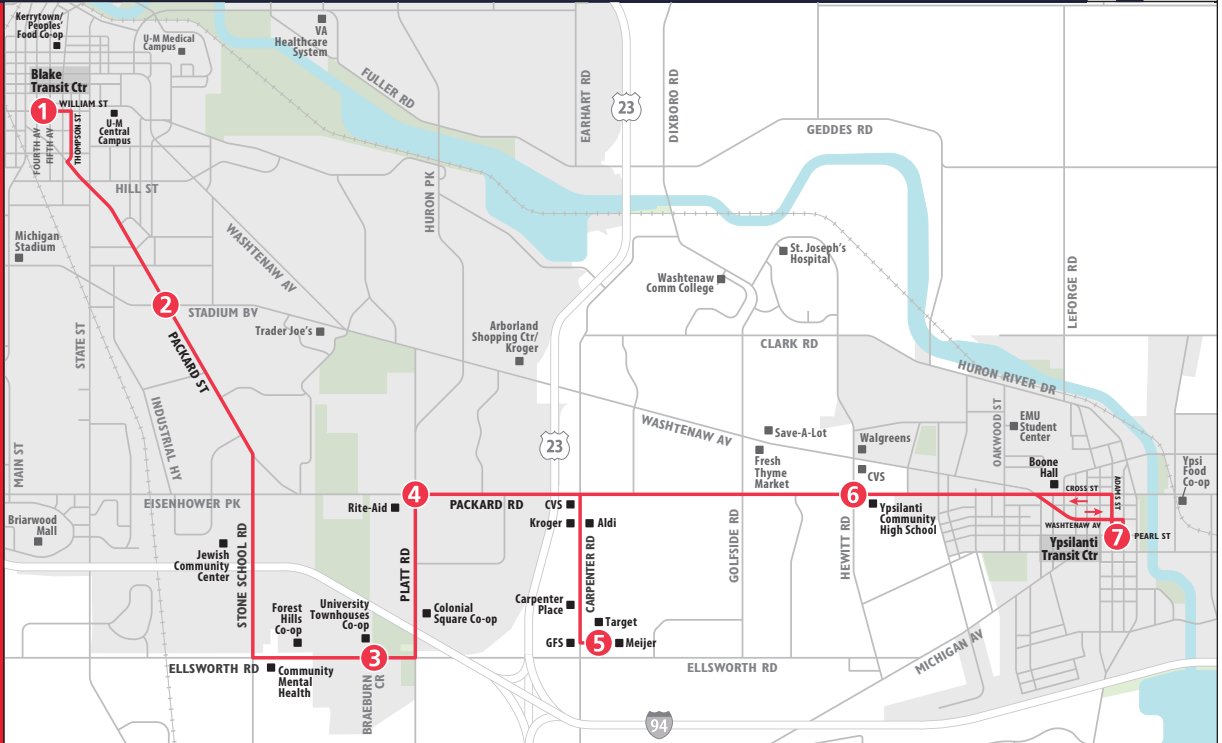 Kerrytown/
Peoples'
Food Co-op
U-M Medical
Campus
VA
Healthcare
System
FULLER RD
EARHART RD
23
DIXBORO RD
GEDDES RD
Blake
Transit Ctr
1
WILLIAM ST
U-M
Central
Campus
FOURTH AV
FIFTH AV
THOMPSON ST
HILL ST
HURON PK
Michigan
Stadium
WASHTENAW AV
St. Joseph's
Hospital
Washtenaw
Comm College
LEFORGE RD
2
STADIUM BV
Trader Joe's
Arborland
Shopping Ctr/
Kroger
CLARK RD
STATE ST
PACKARD ST
INDUSTRIAL HY
HURON RIVER DR
MAIN ST
23
WASHTENAW AV
Save-A-Lot
Fresh
Thyme
Market
Walgreens
CVS
OAKWOOD ST
EMU
Student
Center
Boone
Hall
Ypsi
Food
Co-op
EISENHOWER PK
Rite-Aid
4
PACKARD RD
CVS
Kroger
Aldi
6
Ypsilanti
Community
High School
CROSS ST
ADAMS ST
WASHTENAW AV
7
PEARL ST
Ypsilanti
Transit Ctr
Briarwood
Mall
Jewish
Community
Center
STONE SCHOOL RD
PLATT RD
CARPENTER RD
GOLFSIDE RD
HEWITT RD
Forest
Hills
Co-op
University
Townhouses
Co-op
Colonial
Square Co-op
Carpenter
Place
Target
GFS
5
Meijer
3
ELLSWORTH RD
Community
Mental
Health
BRAEBURN
CR
ELLSWORTH RD
MICHIGAN AV
94